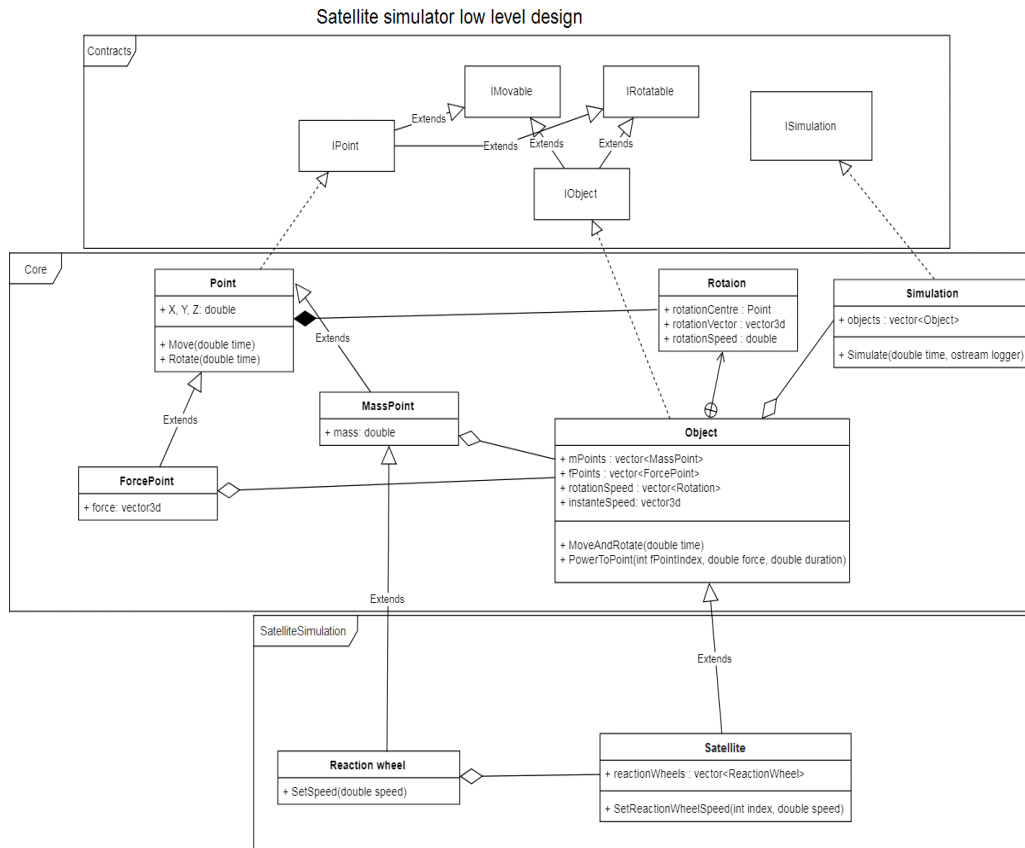 Satellite simulator low level design
Contracts
IMovable
IRotatable
ISimulation
Extends
IPoint
Extends
Extends
Extends
IObject
Core
Point
+ X, Y, Z: double
+ Move(double time)
+ Rotate(double time)
Rotaion
+ rotationCentre : Point
+ rotationVector : vector3d
+ rotationSpeed : double
Simulation
+ objects : vector<Object>
+ Simulate(double time, ostream logger)
Extends
MassPoint
+ mass: double
Extends
ForcePoint
+ force: vector3d
Object
+ mPoints : vector<MassPoint>
+ fPoints : vector<ForcePoint>
+ rotationSpeed : vector<Rotation>
+ instanteSpeed: vector3d
+ MoveAndRotate(double time)
+ PowerToPoint(int fPointIndex, double force, double duration)
Extends
SatelliteSimulation
Extends
Reaction wheel
+ SetSpeed(double speed)
Satellite
+ reactionWheels : vector<ReactionWheel>
+ SetReactionWheelSpeed(int index, double speed)